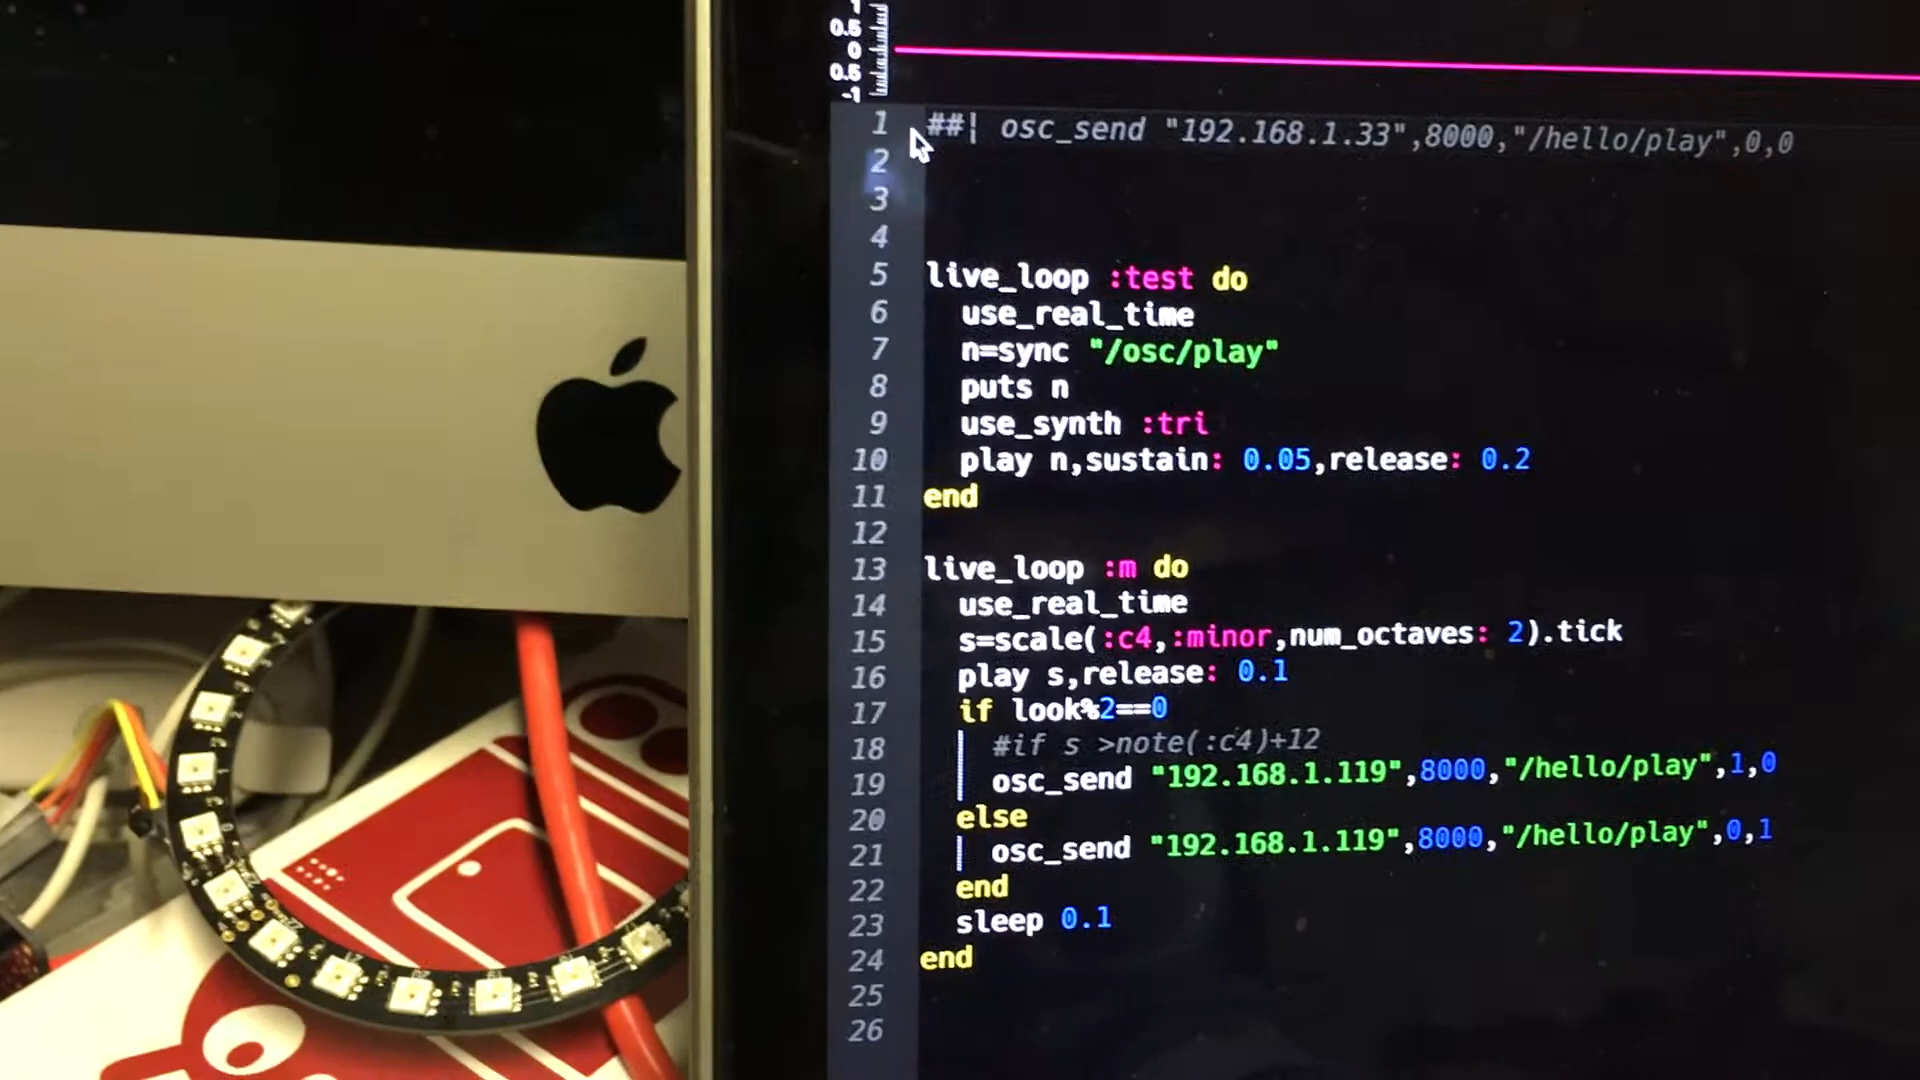 1
0.5
0
0.5
-1
1 ##| osc_send "192.168.1.33",8000,"/hello/play",0,0
2
3
4
5 live_loop :test do
6 use_real_time
7 n=sync "/osc/play"
8 puts n
9 use_synth :tri
10 play n,sustain: 0.05,release: 0.2
11 end
12
13 live_loop :m do
14 use_real_time
15 s=scale(:c4,:minor,num_octaves: 2).tick
16 play s,release: 0.1
17 if look%2==0
18 #if s >note(:c4)+12
19 osc_send "192.168.1.119",8000,"/hello/play",1,0
20 else
21 osc_send "192.168.1.119",8000,"/hello/play",0,1
22 end
23 sleep 0.1
24 end
25
26